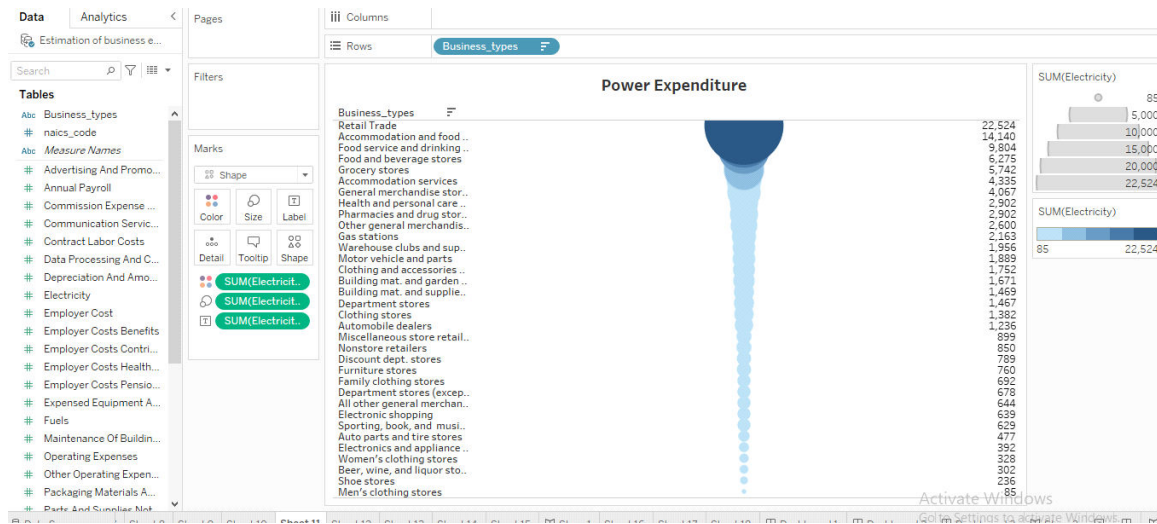 Data Analytics
Estimation of business e...
Search
Tables
Abc Business_types
# naics_code
Abc Measure Names
# Advertising And Promo...
# Annual Payroll
# Commission Expense ...
# Communication Servic...
# Contract Labor Costs
# Data Processing And C...
# Depreciation And Amo...
# Electricity
# Employer Cost
# Employer Costs Benefits
# Employer Costs Contri...
# Employer Costs Health...
# Employer Costs Pensio...
# Expensed Equipment A...
# Fuels
# Maintenance Of Buildin...
# Operating Expenses
# Other Operating Expen...
# Packaging Materials A...
# Parts And Supplies Not
Pages
Filters
Marks
Shape
Color Size Label
Detail Tooltip Shape
SUM(Electricit..
SUM(Electricit..
T SUM(Electricit..
Columns
Rows
Business_types
Power Expenditure
Business_types
Retail Trade 22,524
Accommodation and food .. 14,140
Food service and drinking .. 9,804
Food and beverage stores 6,275
Grocery stores 5,742
Accommodation services 4,335
General merchandise stor.. 4,067
Health and personal care .. 2,902
Pharmacies and drug stor.. 2,902
Other general merchandis.. 2,600
Gas stations 2,163
Warehouse clubs and sup.. 1,956
Motor vehicle and parts 1,889
Clothing and accessories .. 1,752
Building mat. and garden .. 1,671
Building mat. and supplie.. 1,469
Department stores 1,467
Clothing stores 1,382
Automobile dealers 1,236
Miscellaneous store retail.. 899
Nonstore retailers 850
Discount dept. stores 789
Furniture stores 760
Family clothing stores 692
Department stores (excep.. 678
All other general merchan.. 644
Electronic shopping 639
Sporting, book, and musi.. 629
Auto parts and tire stores 477
Electronics and appliance .. 392
Women's clothing stores 328
Beer, wine, and liquor sto.. 302
Shoe stores 236
Men's clothing stores 85
SUM(Electricity)
85
5,000
10,000
15,000
20,000
22,524
SUM(Electricity)
85 22,524
Activate Windows
Go to Settings to activate Windows.
Sheet 11